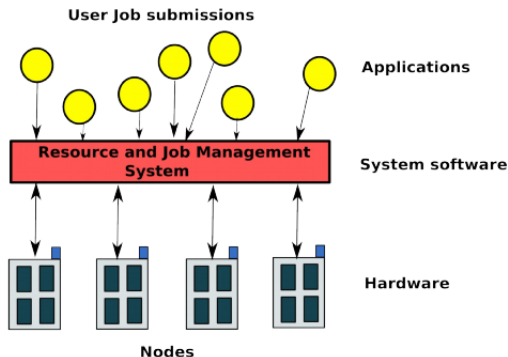 User Job submissions
Applications
Resource and Job Management
System
System software
Hardware
Nodes